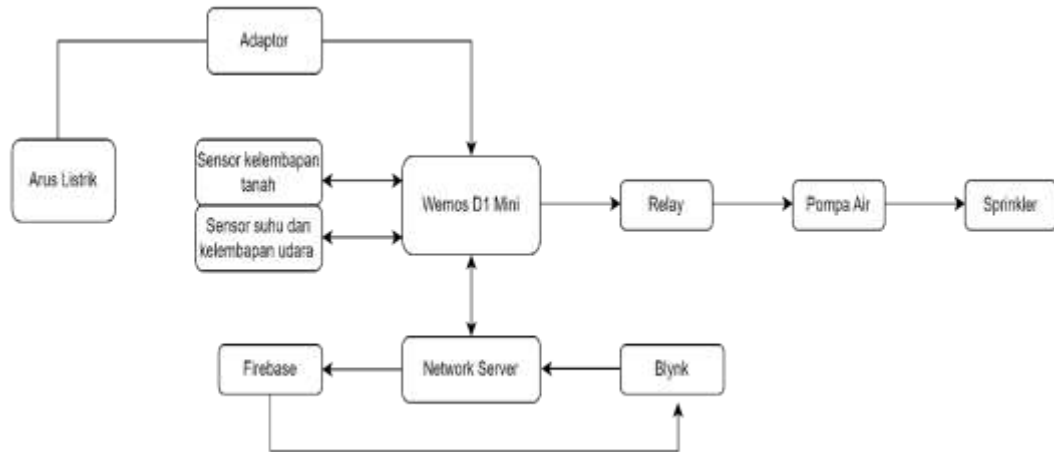 Adaptor
Arus Listrik
Sensor kelembapan
tanah
Sensor suhu dan
kelembapan udara
Wemos D1 Mini
Relay
Pompa Air
Sprinkler
Firebase
Network Server
Blynk